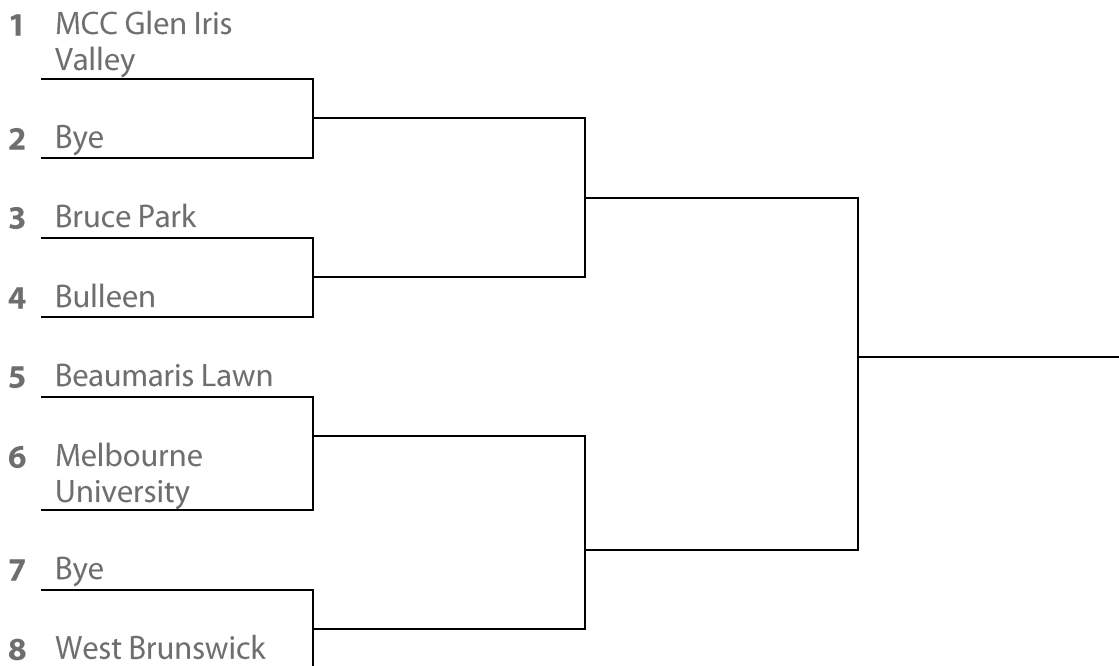 1 MCC Glen Iris
Valley
2 Bye
3 Bruce Park
4 Bulleen
5 Beaumaris Lawn
6 Melbourne
University
7 Bye
8 West Brunswick